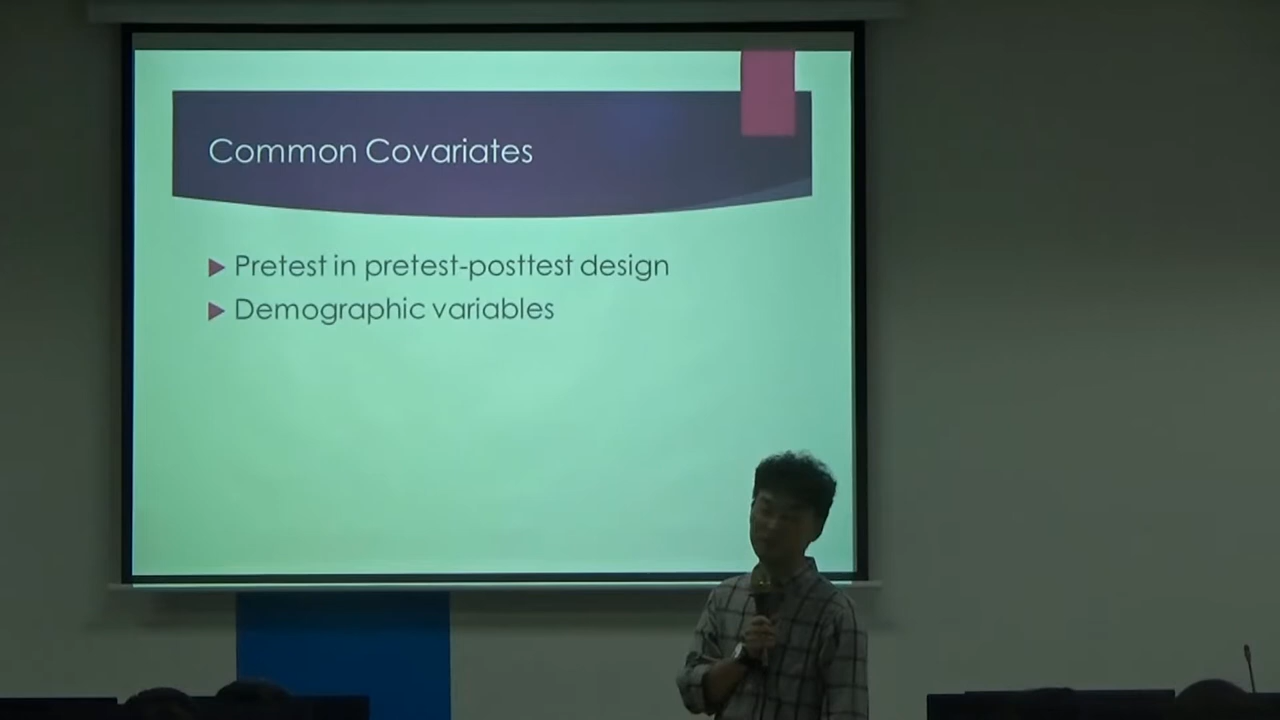 Common Covariates
Pretest in pretest-posttest design
Demographic variables